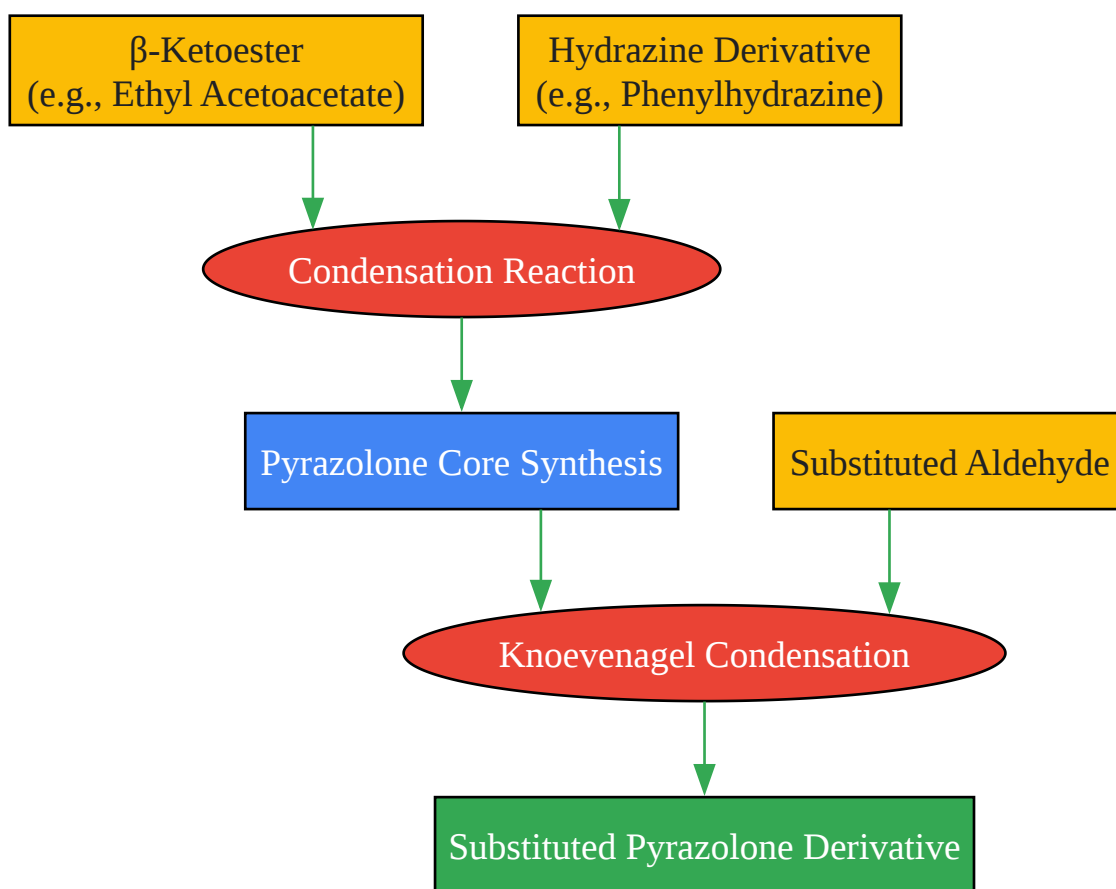 β-Ketoester
(e.g., Ethyl Acetoacetate)
Hydrazine Derivative
(e.g., Phenylhydrazine)
Condensation Reaction
Pyrazolone Core Synthesis
Substituted Aldehyde
Knoevenagel Condensation
Substituted Pyrazolone Derivative